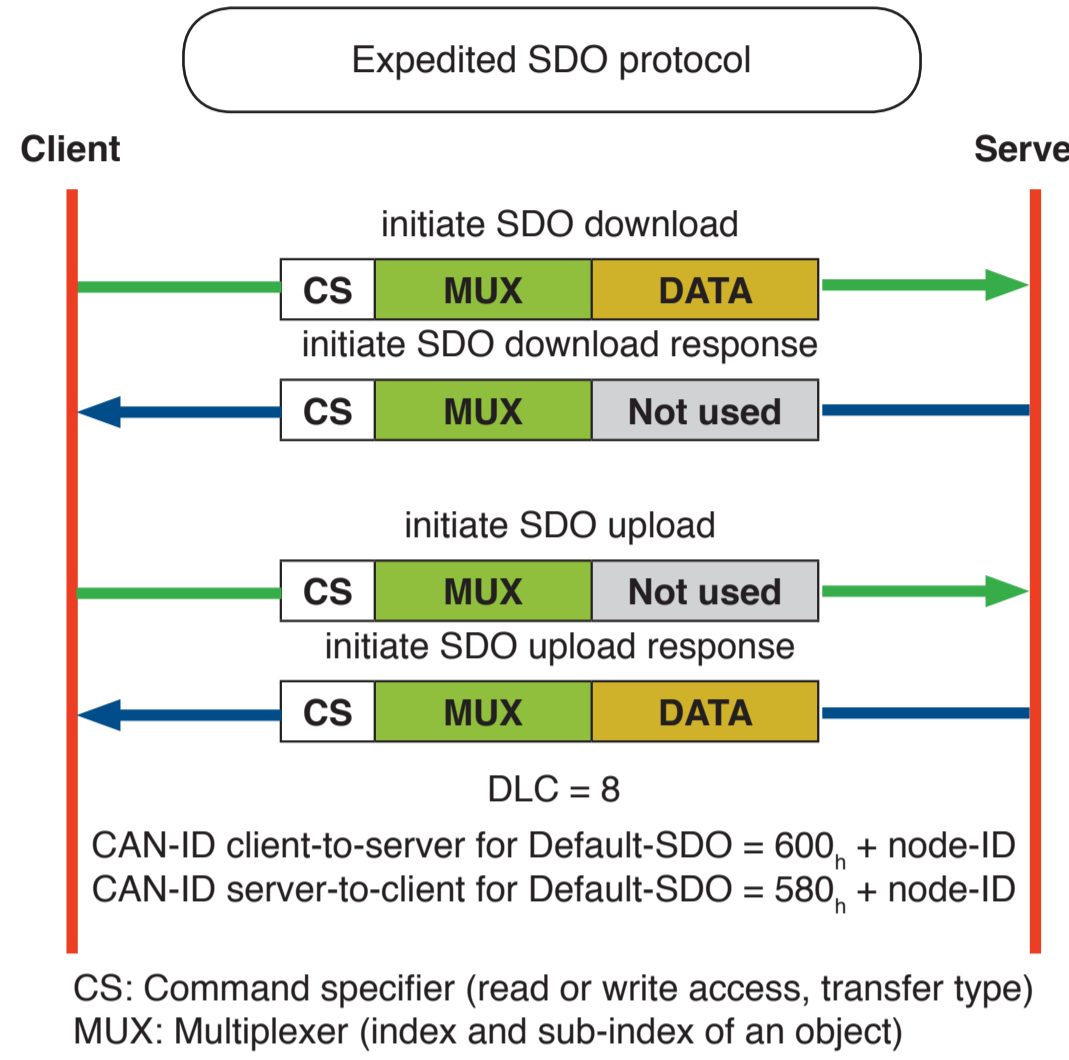 Expedited SDO protocol
Client Serve
initiate SDO download
CS MUX DATA
initiate SDO download response
CS MUX Not used
initiate SDO upload
CS MUX Not used
initiate SDO upload response
CS MUX DATA
DLC = 8
CAN-ID client-to-server for Default-SDO = 600h + node-ID
CAN-ID server-to-client for Default-SDO = 580h + node-ID
CS: Command specifier (read or write access, transfer type)
MUX: Multiplexer (index and sub-index of an object)